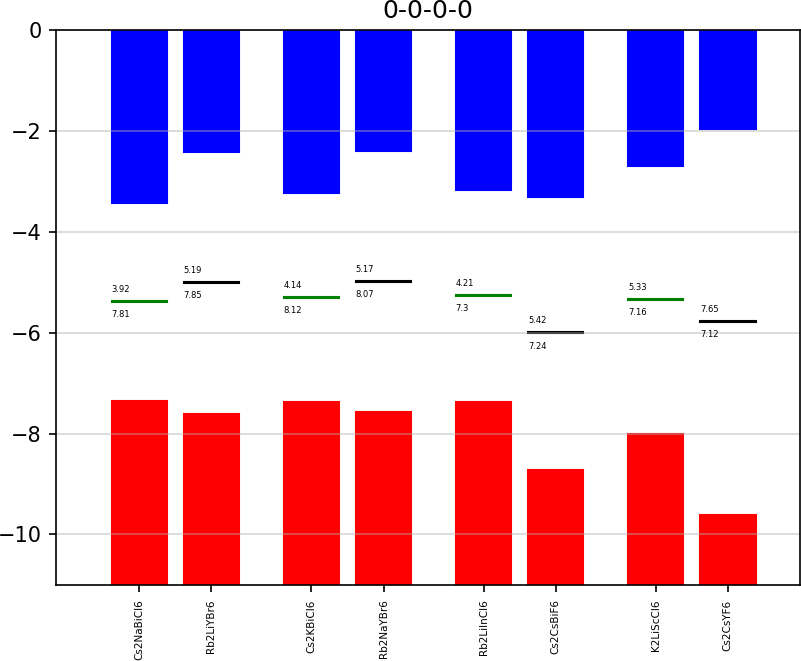 0-0-0-0
0
−2
−4
−6
−8
−10
3.92
7.81
5.19
7.85
4.14
8.12
5.17
8.07
4.21
7.3
5.42
7.24
5.33
7.16
7.65
7.12
Cs2NaBiCl6
Rb2LiYBr6
Cs2KBiCl6
Rb2NaYBr6
Rb2LiInCl6
Cs2CsBiF6
K2LiScCl6
Cs2CsYF6